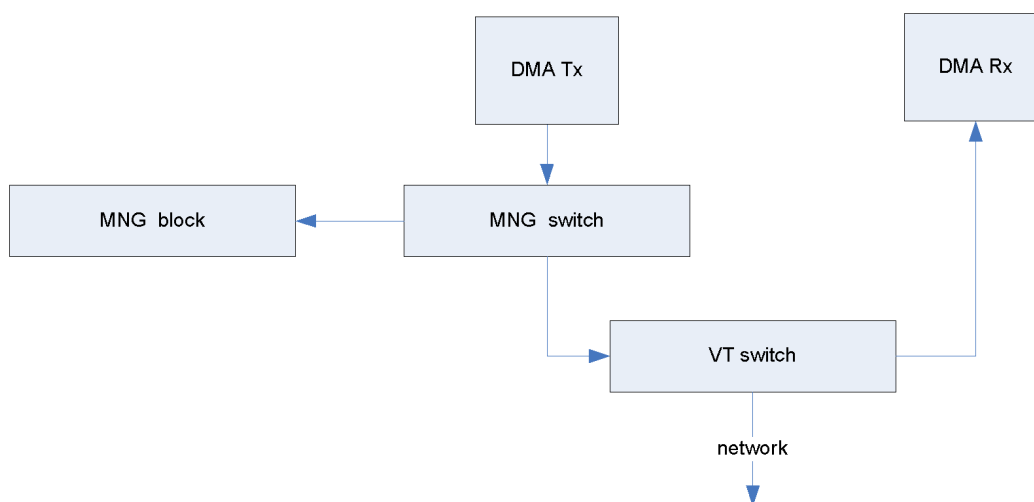 DMA Tx
DMA Rx
MNG block
MNG switch
VT switch
network